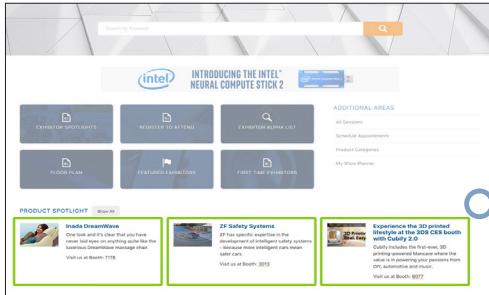 Search by Keyword
intel
INTRODUCING THE INTEL®
NEURAL COMPUTE STICK 2
ADDITIONAL AREAS
EXHIBITOR SPOTLIGHTS
REGISTER TO ATTEND
EXHIBITOR ALPHA LIST
All Sessions
Schedule Appointments
Product Categories
My Show Planner
FLOOR PLAN
FEATURED EXHIBITORS
FIRST TIME EXHIBITORS
PRODUCT SPOTLIGHT Show All
Inada DreamWave
One look and it's clear that you have
never laid eyes on anything quite like the
luxurious DreamWave massage chair.
Visit us at Booth: 7178
ZF Safety Systems
ZF has specific expertise in the
development of intelligent safety systems
- because more intelligent cars mean
safer cars.
Visit us at Booth: 3013
Experience the 3D printed
lifestyle at the 3DS CES booth
with Cubify 2.0
Cubify includes the first-ever, 3D
printing-powered Mancave where the
value is in powering your passions from
DIY, automotive and music.
Visit us at Booth: 6077